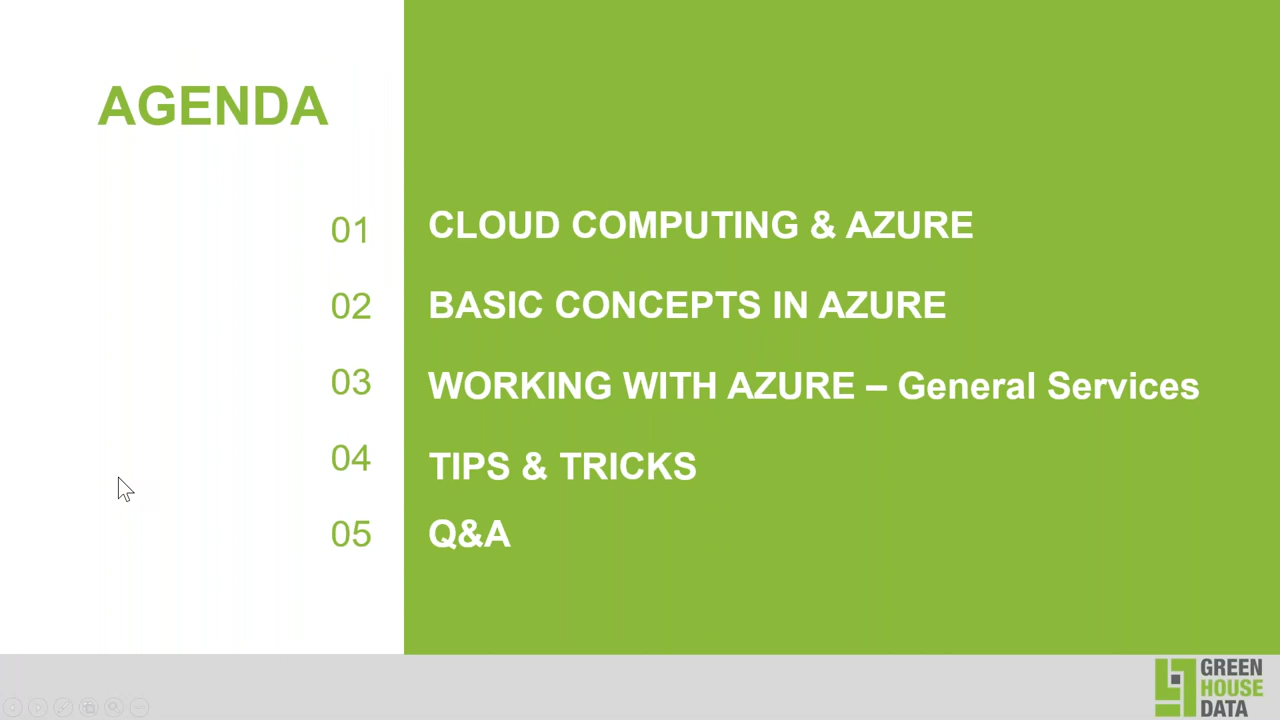 AGENDA
01 CLOUD COMPUTING & AZURE
02 BASIC CONCEPTS IN AZURE
03 WORKING WITH AZURE – General Services
04 TIPS & TRICKS
05 Q&A
GREEN
HOUSE
DATA